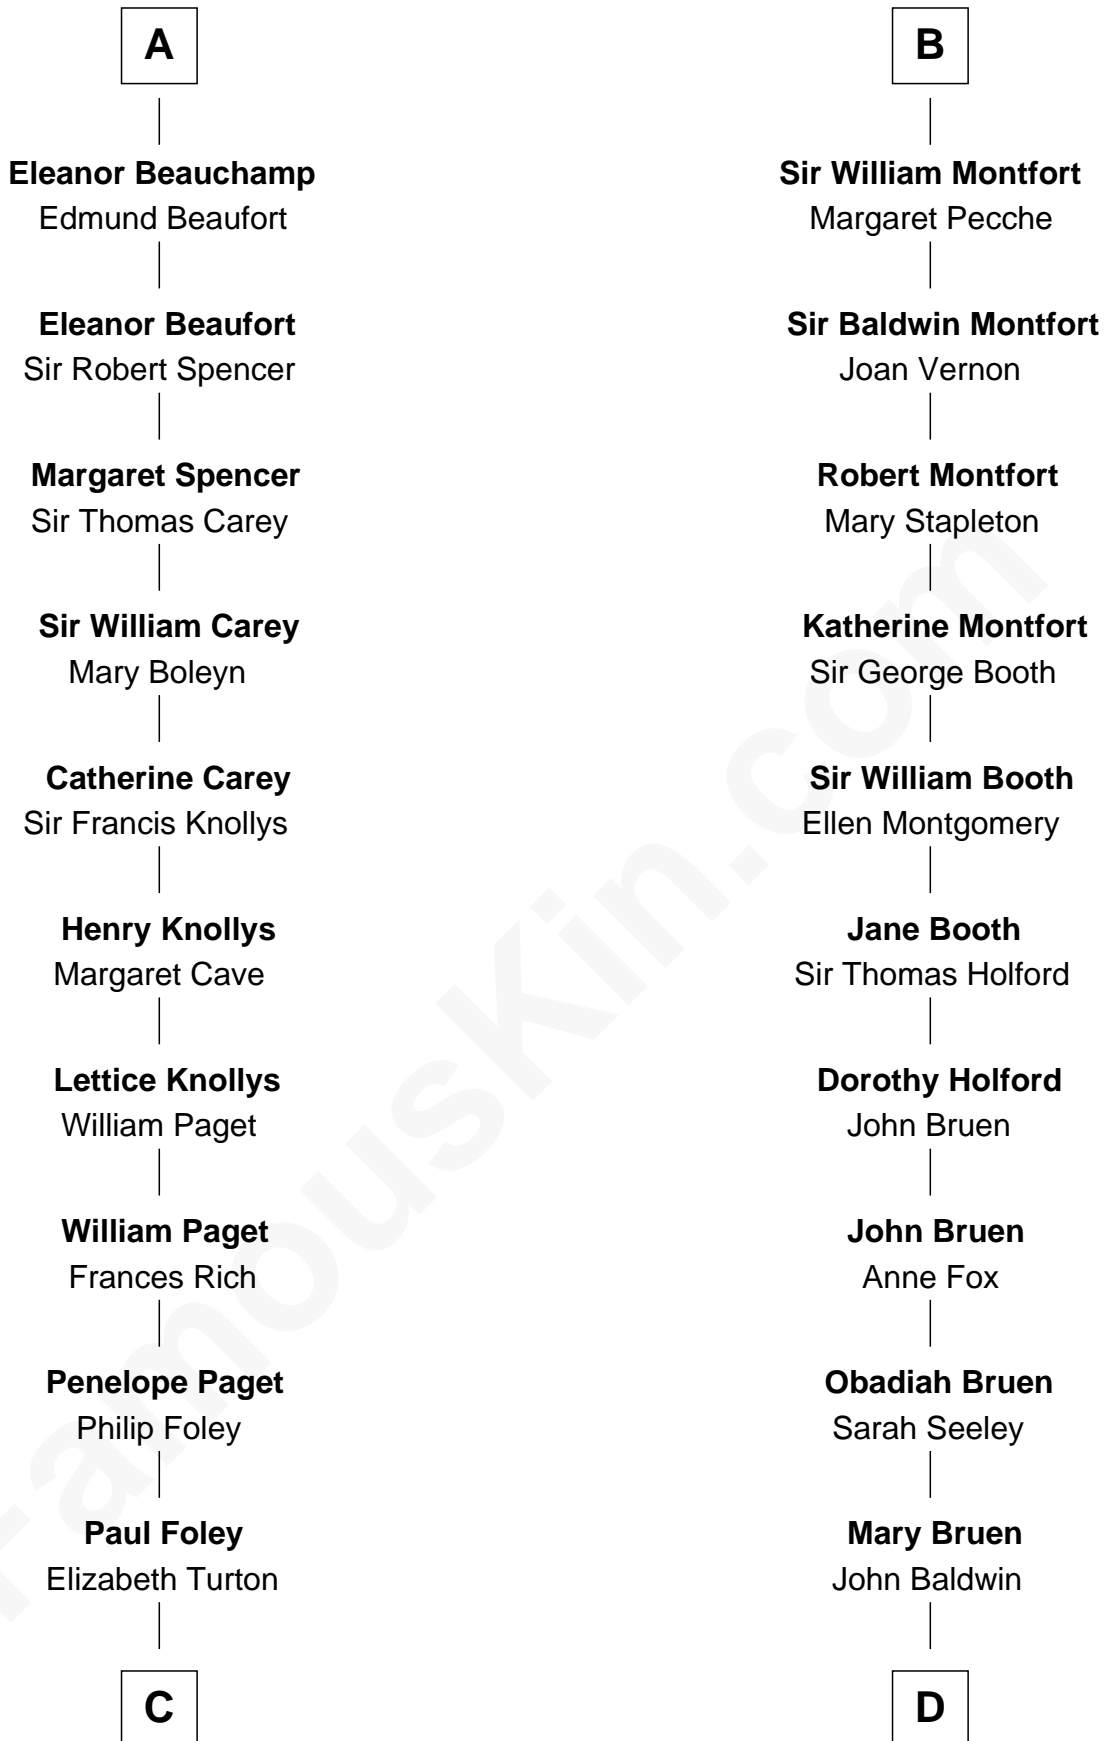 A
Eleanor Beauchamp
Edmund Beaufort
Eleanor Beaufort
Sir Robert Spencer
Margaret Spencer
Sir Thomas Carey
Sir William Carey
Mary Boleyn
Catherine Carey
Sir Francis Knollys
Henry Knollys
Margaret Cave
Lettice Knollys
William Paget
William Paget
Frances Rich
Penelope Paget
Philip Foley
Paul Foley
Elizabeth Turton
C
B
Sir William Montfort
Margaret Pecche
Sir Baldwin Montfort
Joan Vernon
Robert Montfort
Mary Stapleton
Katherine Montfort
Sir George Booth
Sir William Booth
Ellen Montgomery
Jane Booth
Sir Thomas Holford
Dorothy Holford
John Bruen
John Bruen
Anne Fox
Obadiah Bruen
Sarah Seeley
Mary Bruen
John Baldwin
D
FamousKin.com